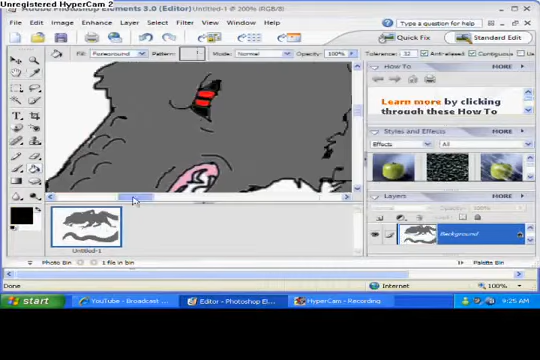 Unregistered HyperCam 2
Adobe Photoshop Elements 3.0 (Editor)
Untitled-1 @ 200% (RGB/8)
File Edit Image Enhance Layer Select Filter
Type a question for help
Quick Fix
Standard Edit
Fill: Foreground
Pattern:
Mode: Normal
Opacity: 100%
Tolerance: 32
Anti-aliased
Contiguous
How To
MORE
Learn more by clicking
through these How To
Styles and Effects
MORE
Effects
All
Layers
MORE
Background
Untitled-1
Photo Bin
1 file in bin
Palette Bin
Done
Internet
100%
start
YouTube - Broadcast ...
Editor - Photoshop El...
HyperCam - Recording
9:25 AM